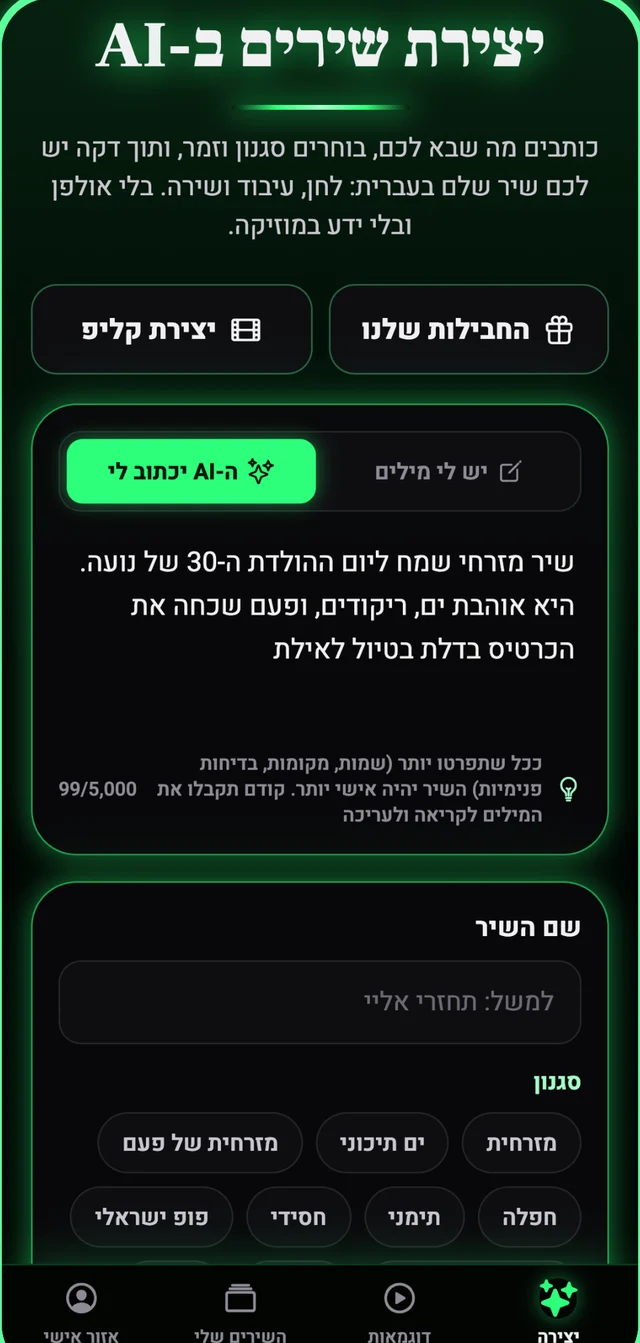 יצירת שירים ב-AI
כותבים מה שבא לכם, בוחרים סגנון וזמר, ותוך דקה יש
לכם שיר שלם בעברית: לחן, עיבוד ושירה. בלי אולפן
ובלי ידע במוזיקה.
החבילות שלנו
יצירת קליפ
יש לי מילים
ה-AI יכתוב לי
שיר מזרחי שמח ליום ההולדת ה-30 של נועה.
היא אוהבת ים, ריקודים, ופעם שכחה את
הכרטיס בדלת בטיול לאילת
ככל שתפרטו יותר (שמות, מקומות, בדיחות
פנימיות) השיר יהיה אישי יותר. קודם תקבלו את
המילים לקריאה ולעריכה
99/5,000
שם השיר
למשל: תחזרי אליי
סגנון
מזרחית
ים תיכוני
מזרחית של פעם
חפלה
תימני
חסידי
פופ ישראלי
יצירה
דוגמאות
השירים שלי
אזור אישי